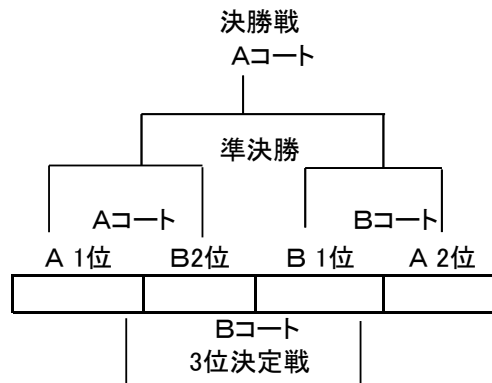 決勝戦
Aコート
準決勝
Aコート Bコート
A 1位 B2位 B 1位 A 2位
Bコート
3位決定戦